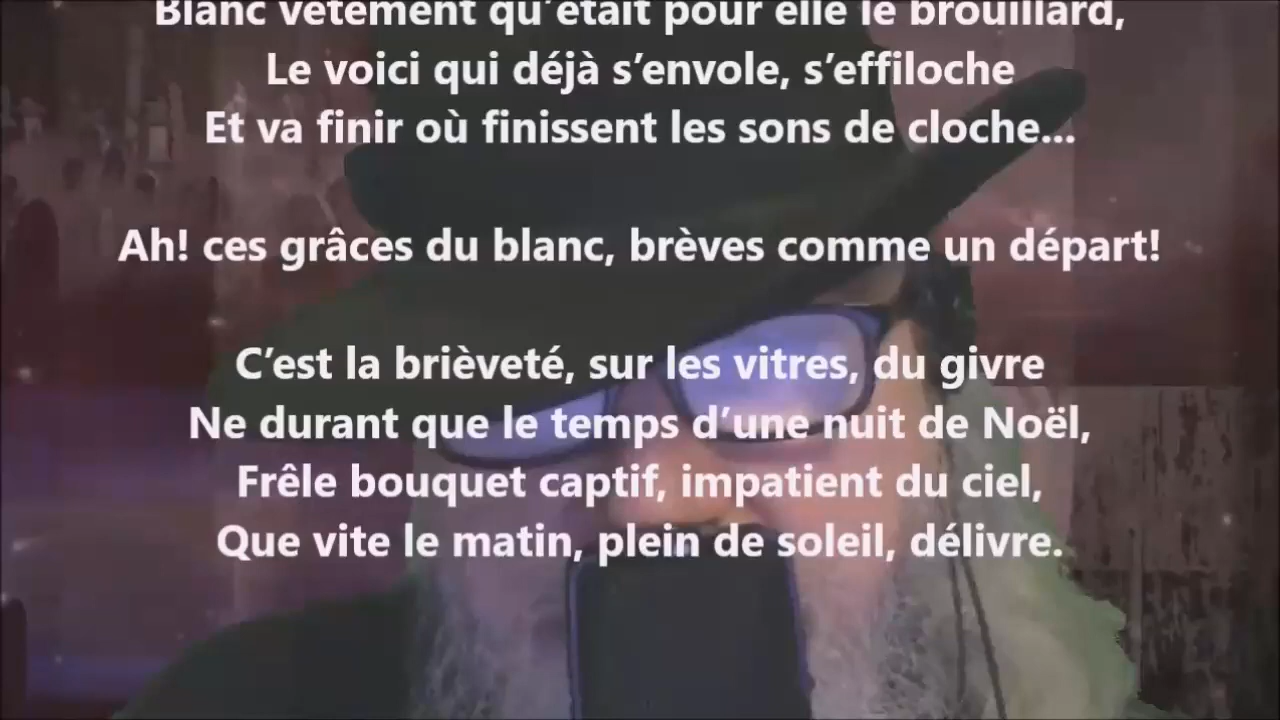 Blanc vêtement qu’était pour elle le brouillard,
Le voici qui déjà s’envole, s’effiloche
Et va finir où finissent les sons de cloche...
Ah! ces grâces du blanc, brèves comme un départ!
C’est la brièveté, sur les vitres, du givre
Ne durant que le temps d’une nuit de Noël,
Frêle bouquet captif, impatient du ciel,
Que vite le matin, plein de soleil, délivre.